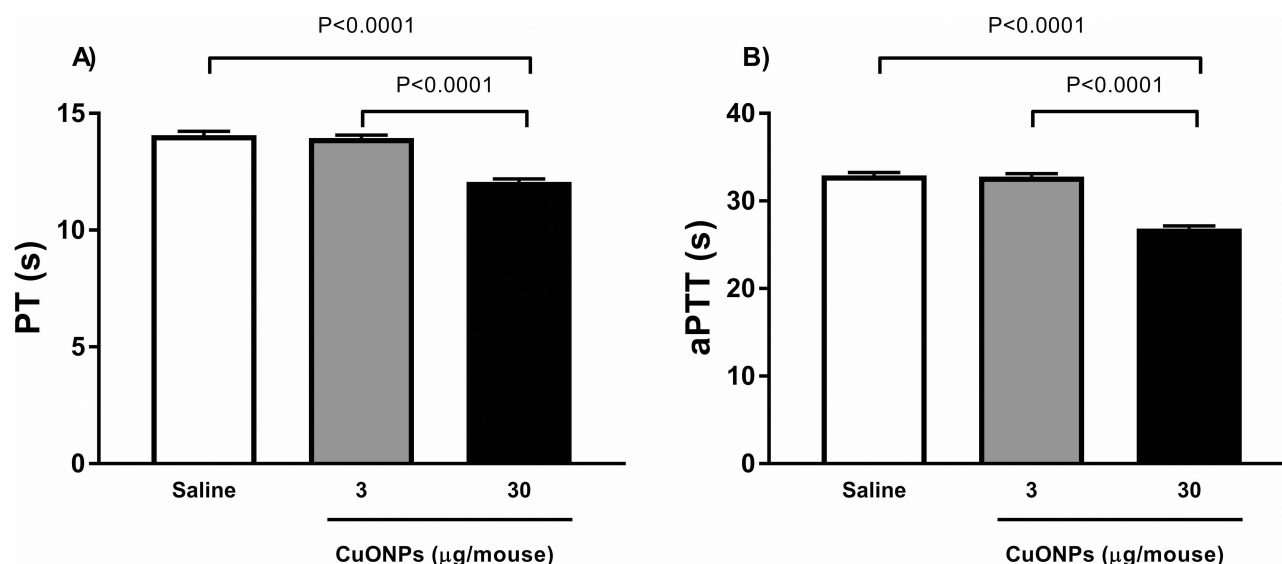 A)
P<0.0001
P<0.0001
15
10
5
0
PT (s)
Saline
3
30
CuONPs (μg/mouse)
B)
P<0.0001
P<0.0001
40
30
20
10
0
aPTT (s)
Saline
3
30
CuONPs (μg/mouse)